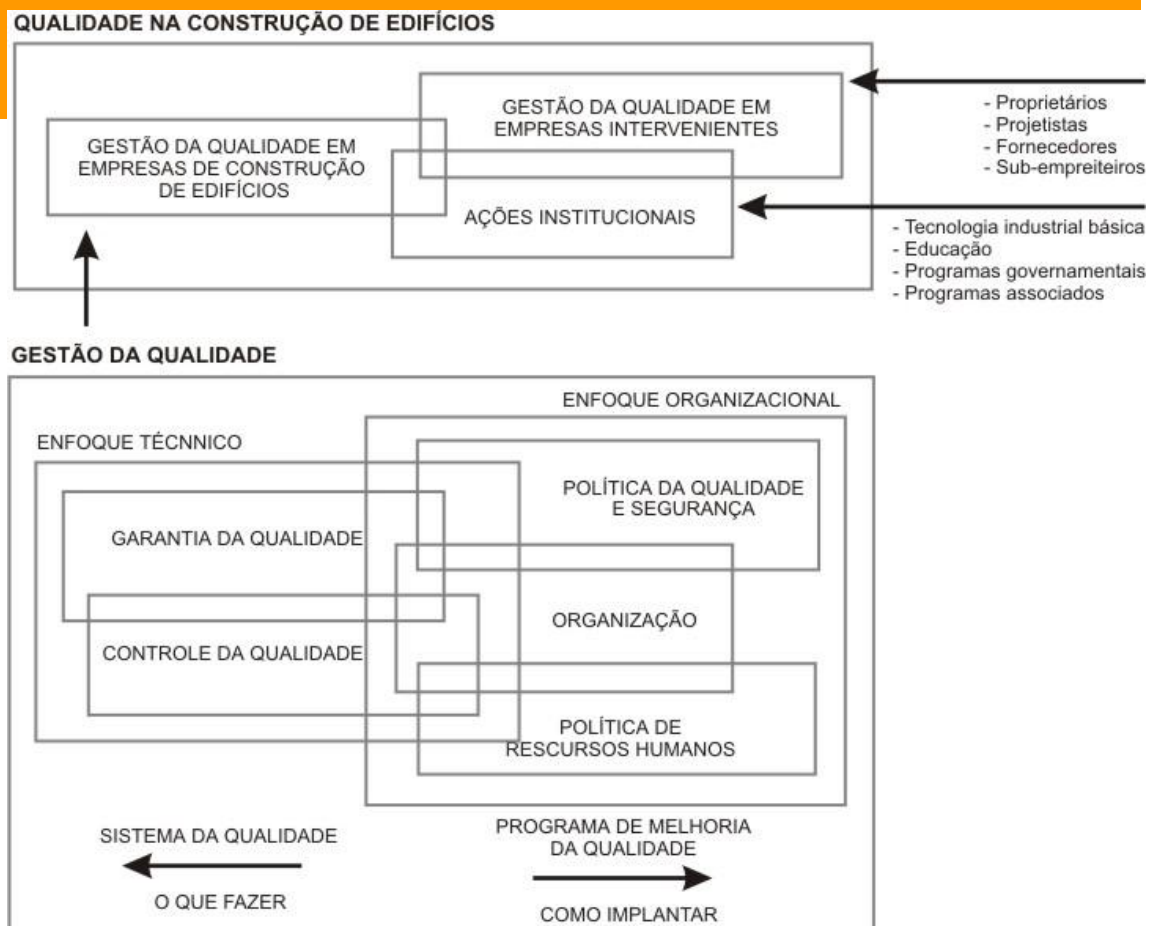 QUALIDADE NA CONSTRUÇÃO DE EDIFÍCIOS
GESTÃO DA QUALIDADE EM
EMPRESAS INTERVENIENTES
- Proprietários
- Projetistas
- Fornecedores
- Sub-empreiteiros
GESTÃO DA QUALIDADE EM
EMPRESAS DE CONSTRUÇÃO
DE EDIFÍCIOS
AÇÕES INSTITUCIONAIS
- Tecnologia industrial básica
- Educação
- Programas governamentais
- Programas associados
GESTÃO DA QUALIDADE
ENFOQUE ORGANIZACIONAL
ENFOQUE TÉCNNICO
POLÍTICA DA QUALIDADE
E SEGURANÇA
GARANTIA DA QUALIDADE
ORGANIZAÇÃO
CONTROLE DA QUALIDADE
POLÍTICA DE
RESCURSOS HUMANOS
SISTEMA DA QUALIDADE
O QUE FAZER
PROGRAMA DE MELHORIA
DA QUALIDADE
COMO IMPLANTAR